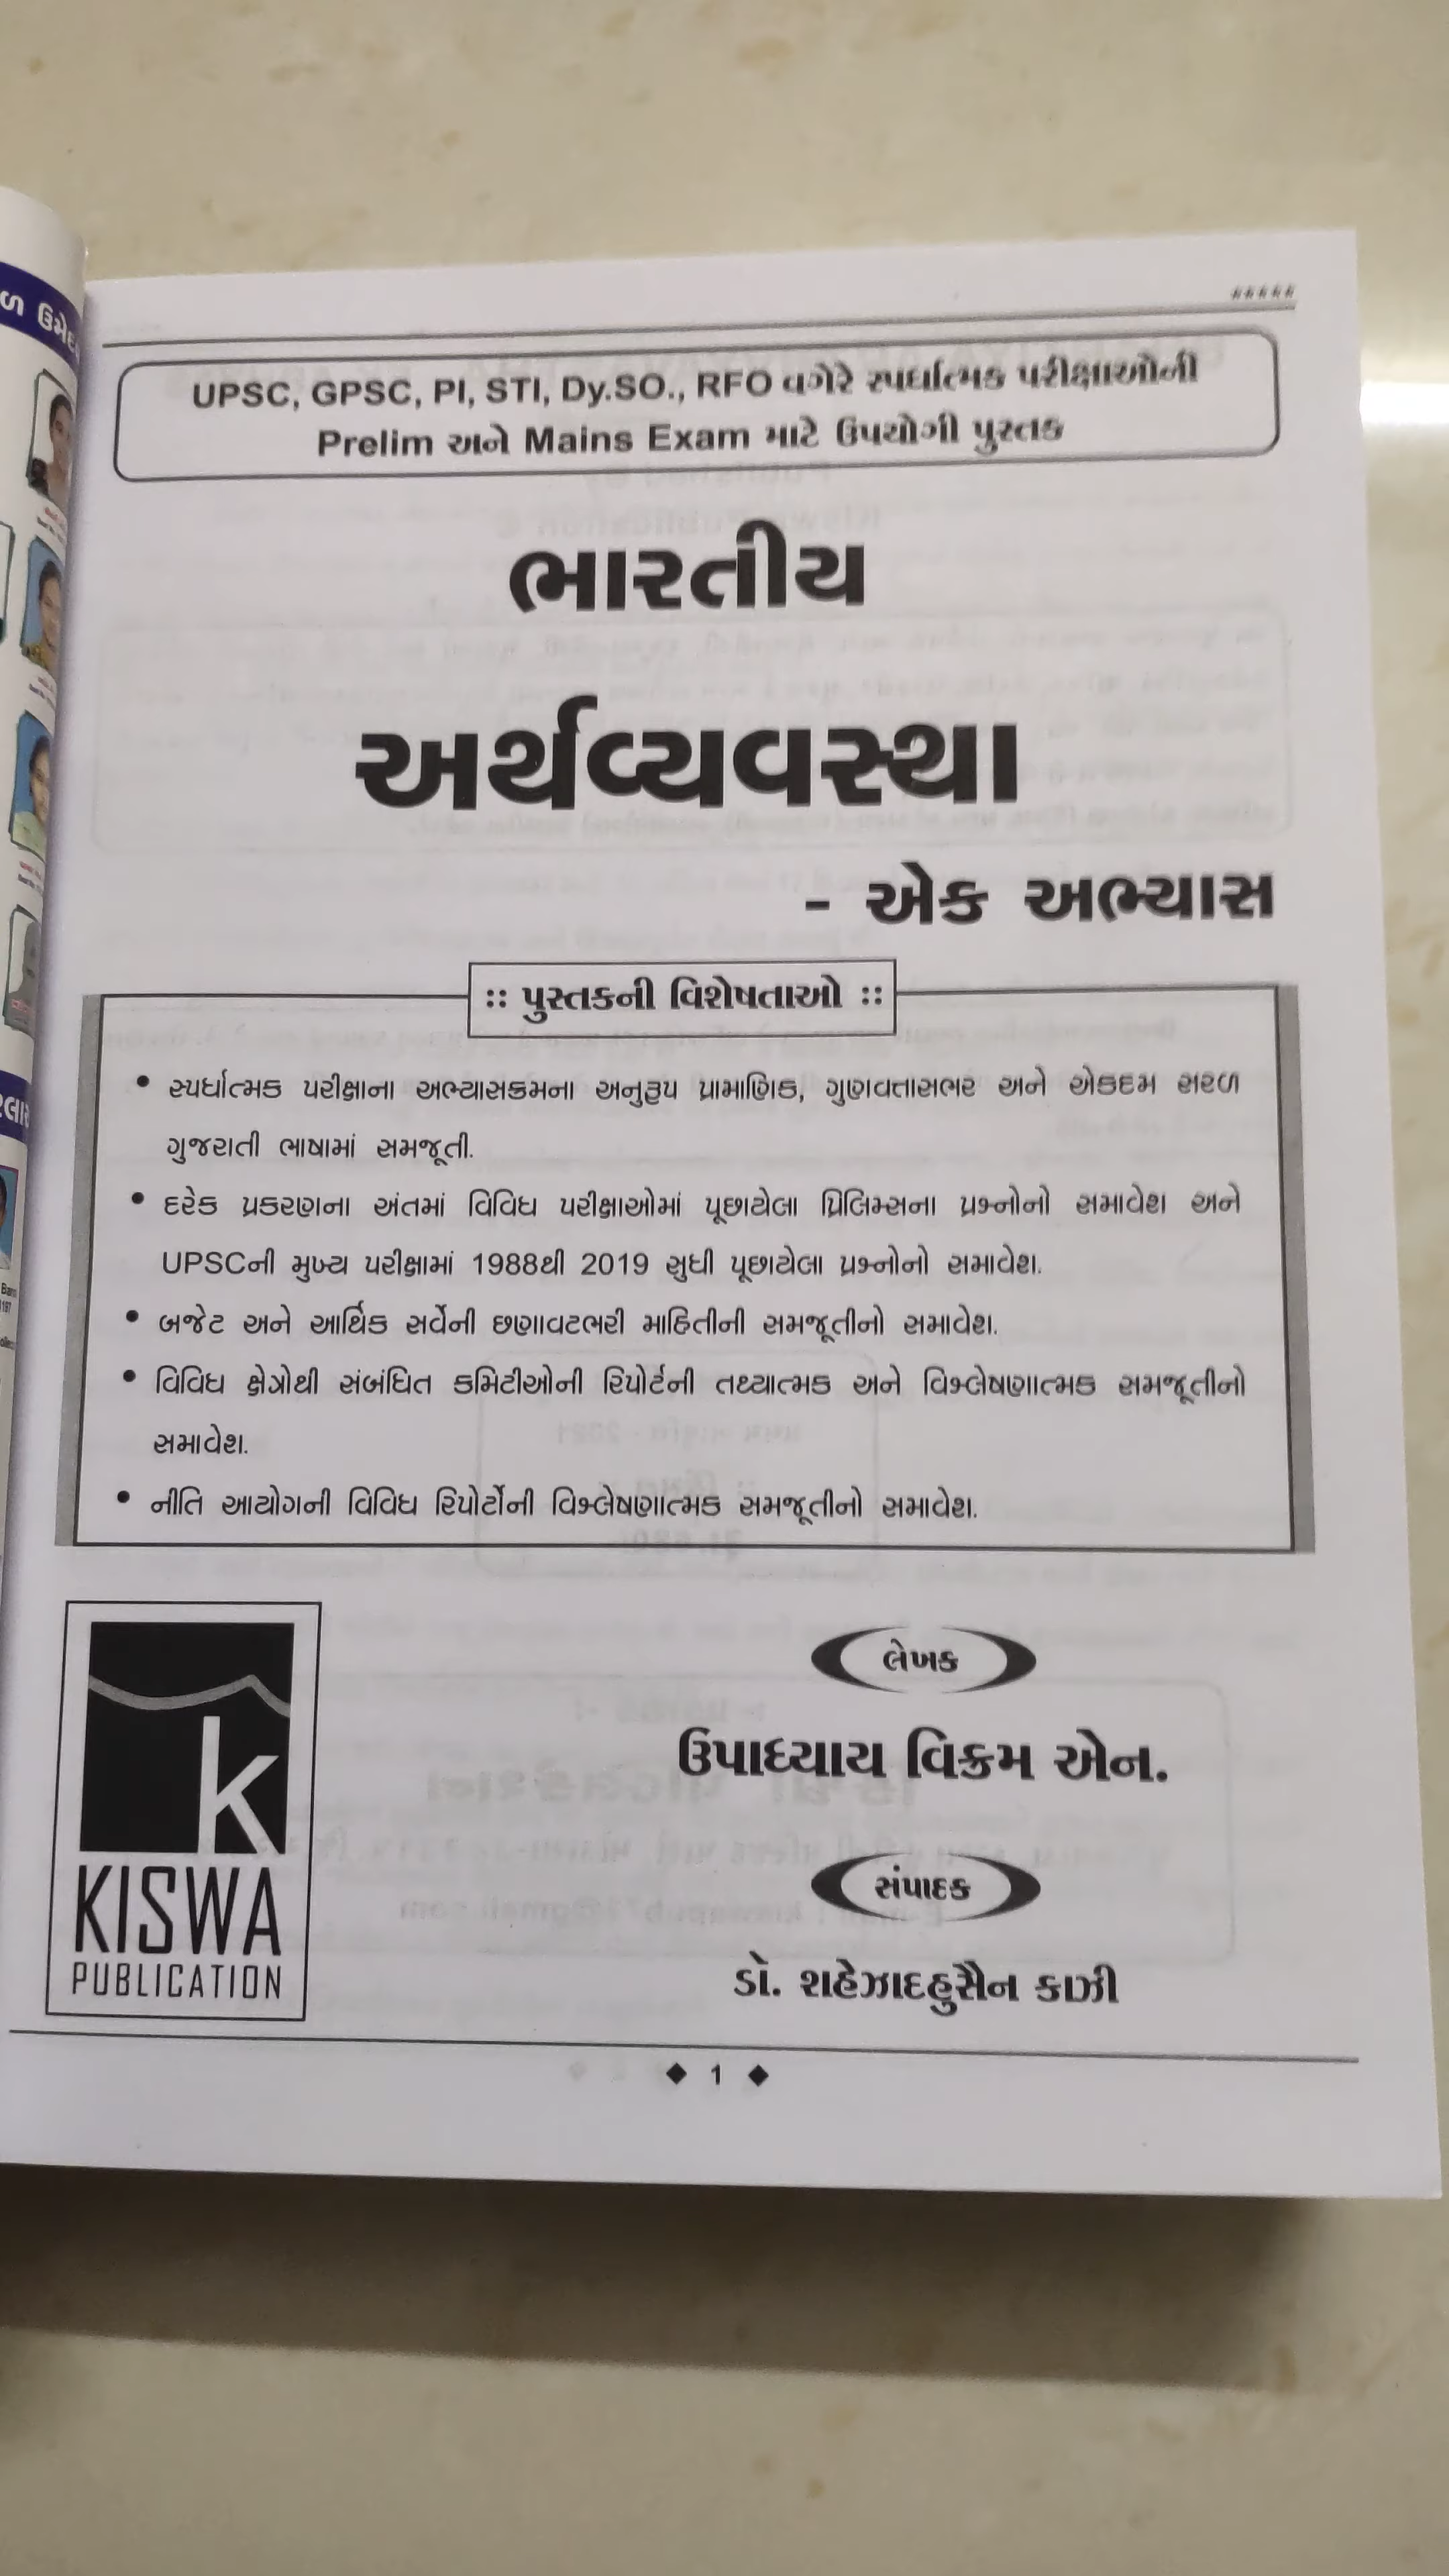 *****
UPSC, GPSC, PI, STI, Dy.SO., RFO વગેરે સ્પર્ધાત્મક પરીક્ષાઓની
Prelim અને Mains Exam માટે ઉપયોગી પુસ્તક
ભારતીય
અર્થવ્યવસ્થા
- એક અભ્યાસ
:: પુસ્તકની વિશેષતાઓ ::
• સ્પર્ધાત્મક પરીક્ષાના અભ્યાસક્રમના અનુરૂપ પ્રામાણિક, ગુણવત્તાસભર અને એકદમ સરળ
ગુજરાતી ભાષામાં સમજૂતી.
• દરેક પ્રકરણના અંતમાં વિવિધ પરીક્ષાઓમાં પૂછાયેલા પ્રિલિમ્સના પ્રશ્નોનો સમાવેશ અને
UPSCની મુખ્ય પરીક્ષામાં 1988થી 2019 સુધી પૂછાયેલા પ્રશ્નોનો સમાવેશ.
• બજેટ અને આર્થિક સર્વેની છણાવટભરી માહિતીની સમજૂતીનો સમાવેશ.
• વિવિધ ક્ષેત્રોથી સંબંધિત કમિટીઓની રિપોર્ટની તથ્યાત્મક અને વિશ્લેષણાત્મક સમજૂતીનો
સમાવેશ.
• નીતિ આયોગની વિવિધ રિપોર્ટોની વિશ્લેષણાત્મક સમજૂતીનો સમાવેશ.
લેખક
ઉપાધ્યાય વિક્રમ એન.
સંપાદક
ડૉ. શહેઝાદહુસૈન કાઝી
k
KISWA
PUBLICATION
◆ 1 ◆